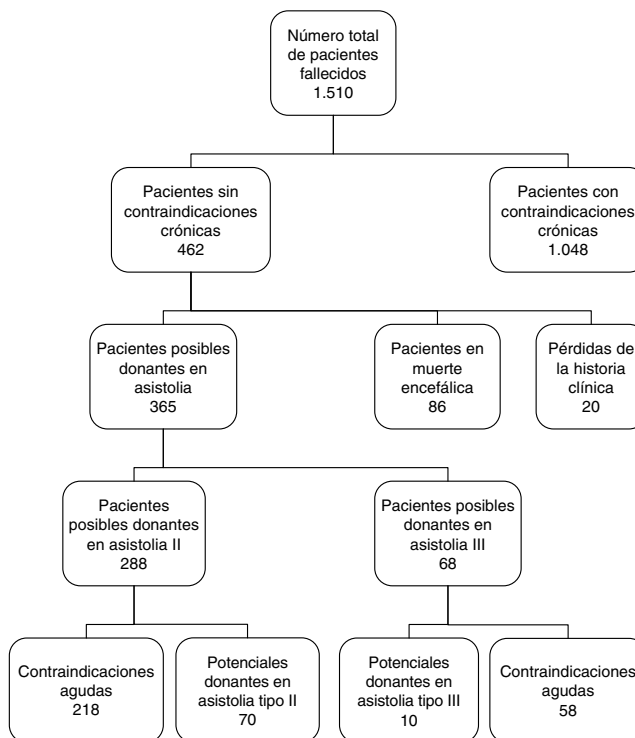 Número total
de pacientes
fallecidos
1.510
Pacientes sin
contraindicaciones
crónicas
462
Pacientes con
contraindicaciones
crónicas
1.048
Pacientes posibles
donantes en
asistolia
365
Pacientes en
muerte
encefálica
86
Pérdidas de
la historia
clínica
20
Pacientes
posibles donantes
en asistolia II
288
Pacientes posibles
donantes en
asistolia III
68
Contraindicaciones
agudas
218
Potenciales
donantes en
asistolia tipo II
70
Potenciales
donantes en
asistolia tipo III
10
Contraindicaciones
agudas
58